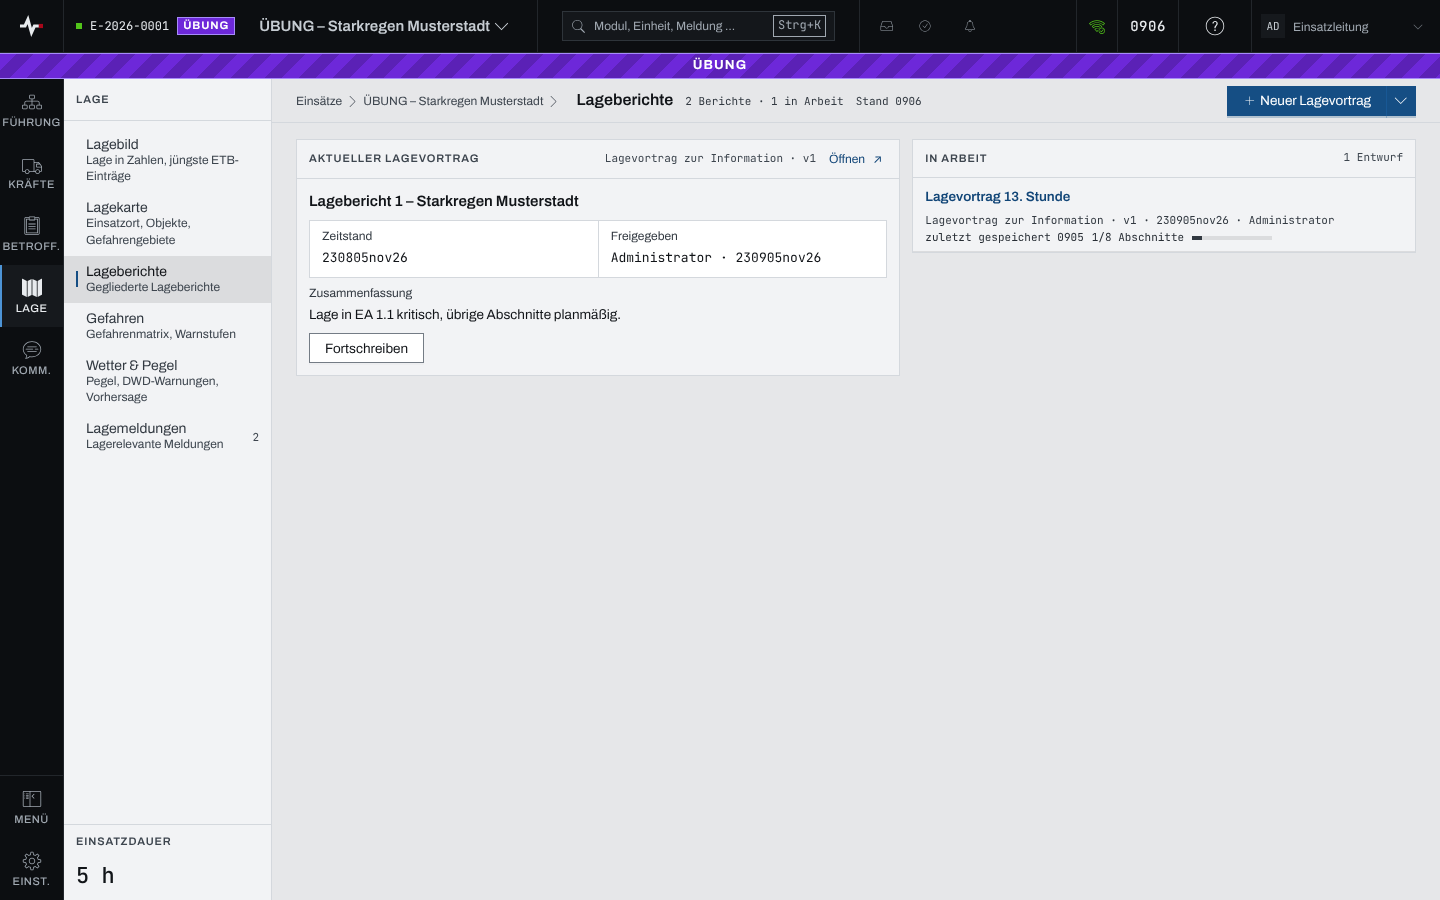 E-2026-0001 ÜBUNG ÜBUNG – Starkregen Musterstadt Modul, Einheit, Meldung ... Strg+K 0906 ? AD Einsatzleitung
ÜBUNG
FÜHRUNG
KRÄFTE
BETROFF.
LAGE
KOMM.
MENÜ
EINST.
LAGE
Lagebild
Lage in Zahlen, jüngste ETB-
Einträge
Lagekarte
Einsatzort, Objekte,
Gefahrengebiete
Lageberichte
Gegliederte Lageberichte
Gefahren
Gefahrenmatrix, Warnstufen
Wetter & Pegel
Pegel, DWD-Warnungen,
Vorhersage
Lagemeldungen
Lagerelevante Meldungen 2
EINSATZDAUER
5 h
Einsätze ÜBUNG – Starkregen Musterstadt Lageberichte 2 Berichte · 1 in Arbeit Stand 0906 + Neuer Lagevortrag
AKTUELLER LAGEVORTRAG Lagevortrag zur Information · v1 Öffnen
Lagebericht 1 – Starkregen Musterstadt
Zeitstand
230805nov26
Freigegeben
Administrator · 230905nov26
Zusammenfassung
Lage in EA 1.1 kritisch, übrige Abschnitte planmäßig.
Fortschreiben
IN ARBEIT 1 Entwurf
Lagevortrag 13. Stunde
Lagevortrag zur Information · v1 · 230905nov26 · Administrator
zuletzt gespeichert 0905 1/8 Abschnitte